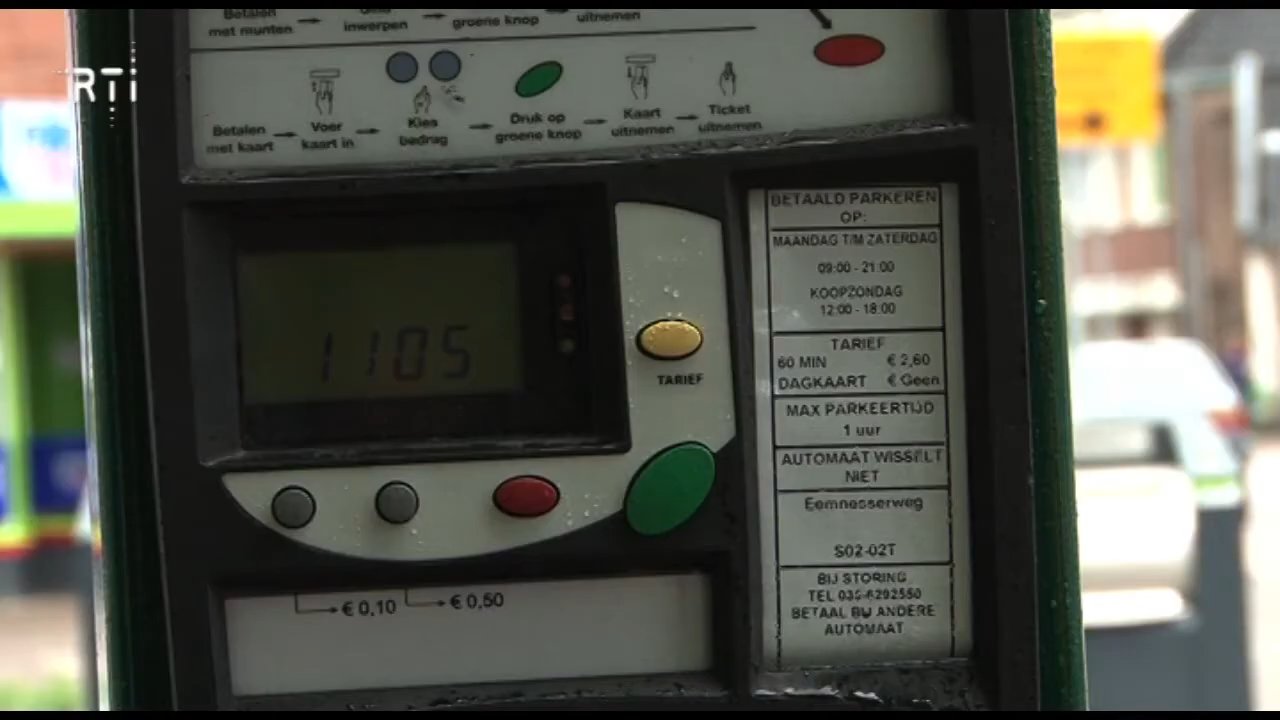 Betalen
met munten
inwerpen
groene knop
uitnemen
RTi
Betalen
met kaart
Voer
kaart in
Kies
bedrag
Druk op
groene knop
Kaart
uitnemen
Ticket
uitnemen
1105
TARIEF
€ 0,10
€ 0,50
BETAALD PARKEREN
OP:
MAANDAG T/M ZATERDAG
09:00 - 21:00
KOOPZONDAG
12:00 - 18:00
TARIEF
60 MIN € 2,60
DAGKAART € Geen
MAX PARKEERTIJD
1 uur
AUTOMAAT WISSELT
NIET
Eemnesserweg
S02-02T
BIJ STORING
TEL 035-6292550
BETAAL BIJ ANDERE
AUTOMAAT